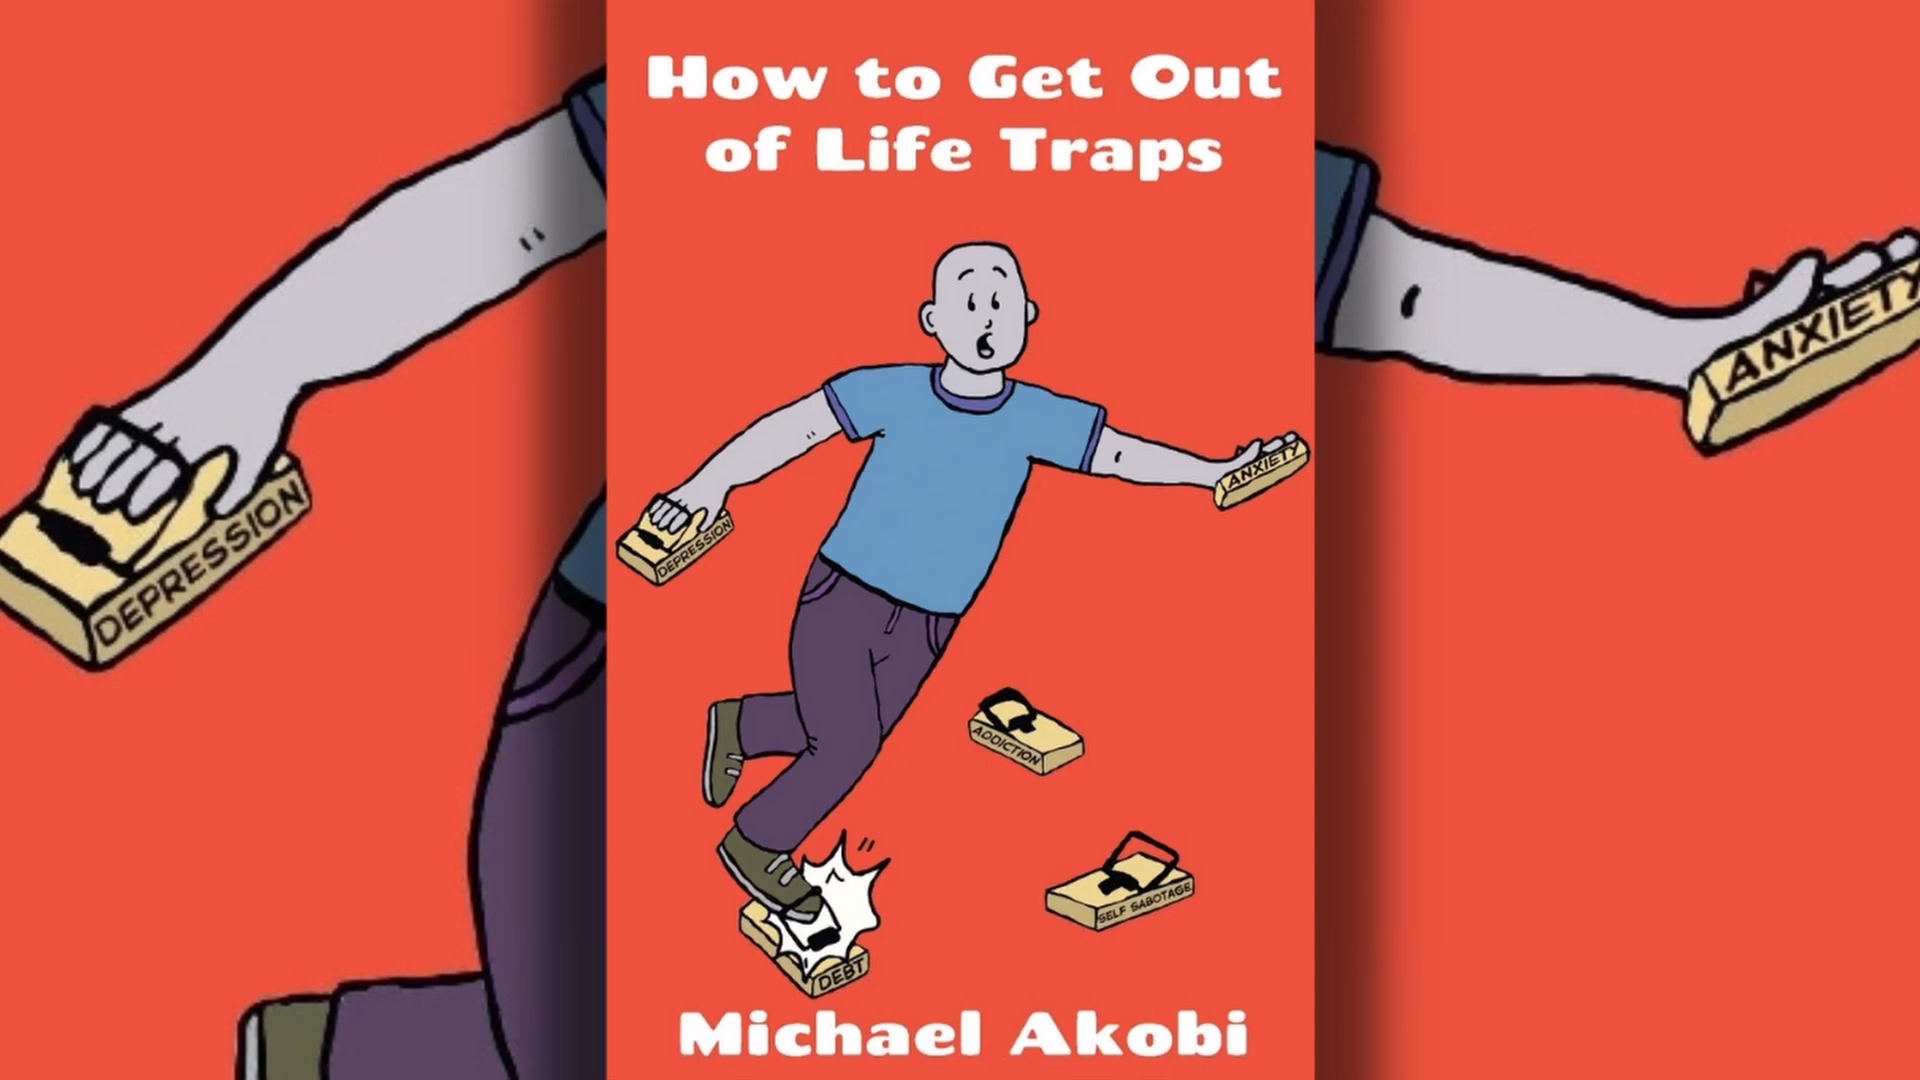 How to Get Out
of Life Traps
ANXIETY
ANXIETY
DEPRESSION
DEPRESSION
ADDICTION
SELF SABOTAGE
DEBT
Michael Akobi